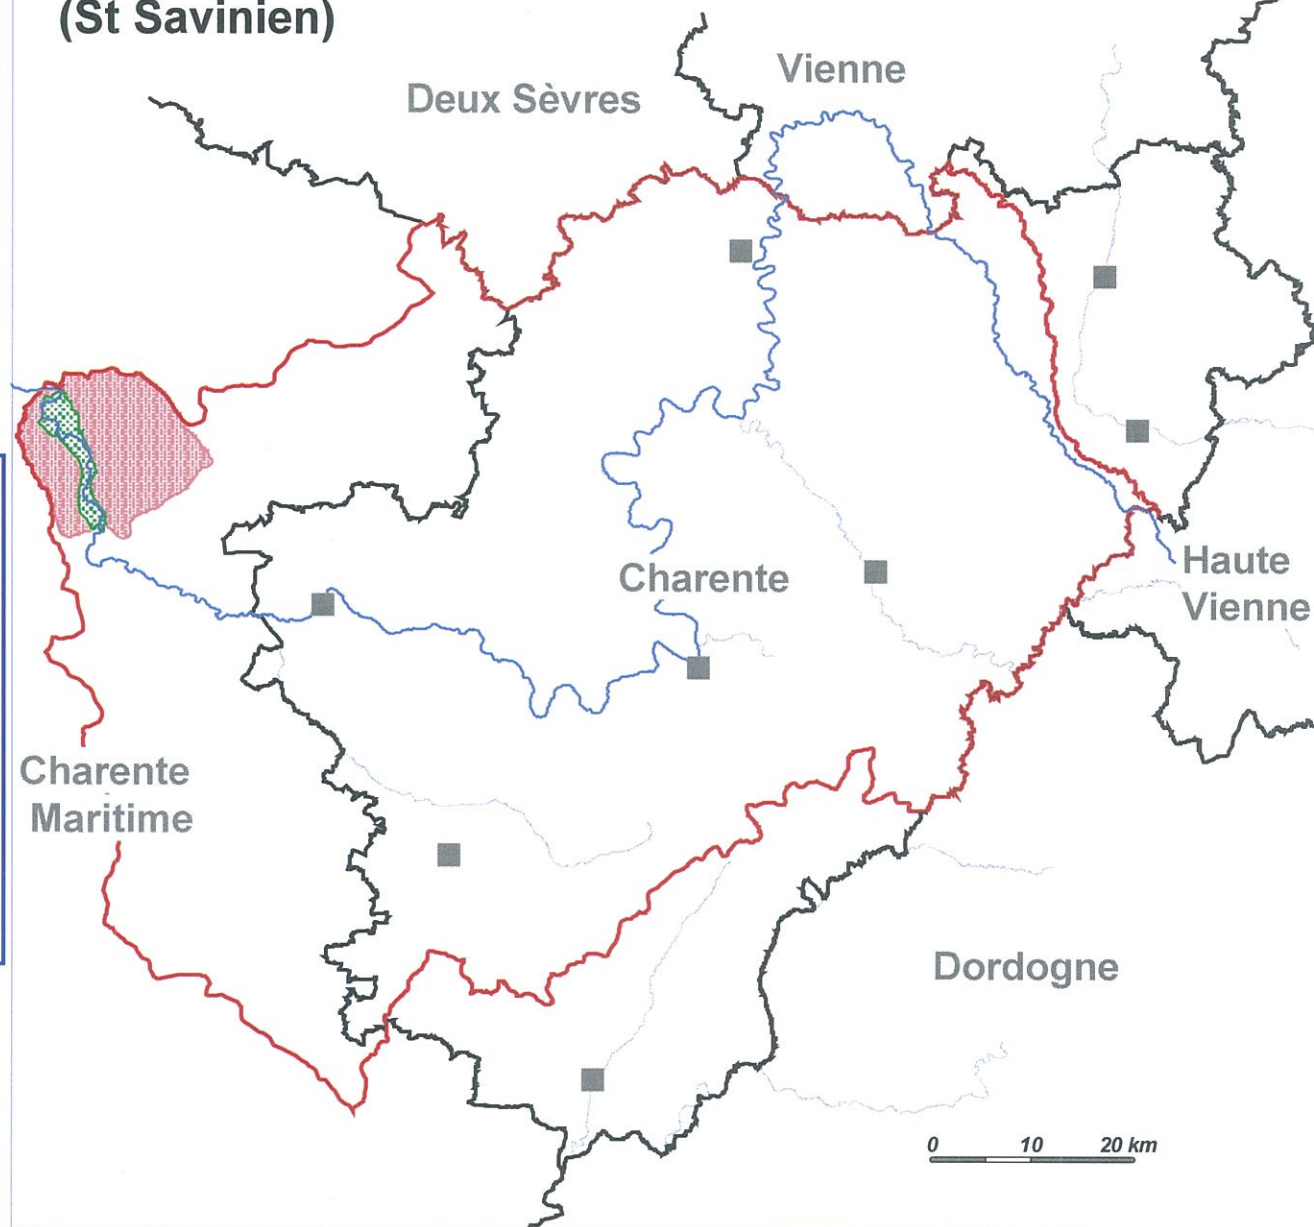 (St Savinien)
Vienne
Deux Sèvres
Haute
Vienne
Charente
Charente
Maritime
Dordogne
0 10 20 km